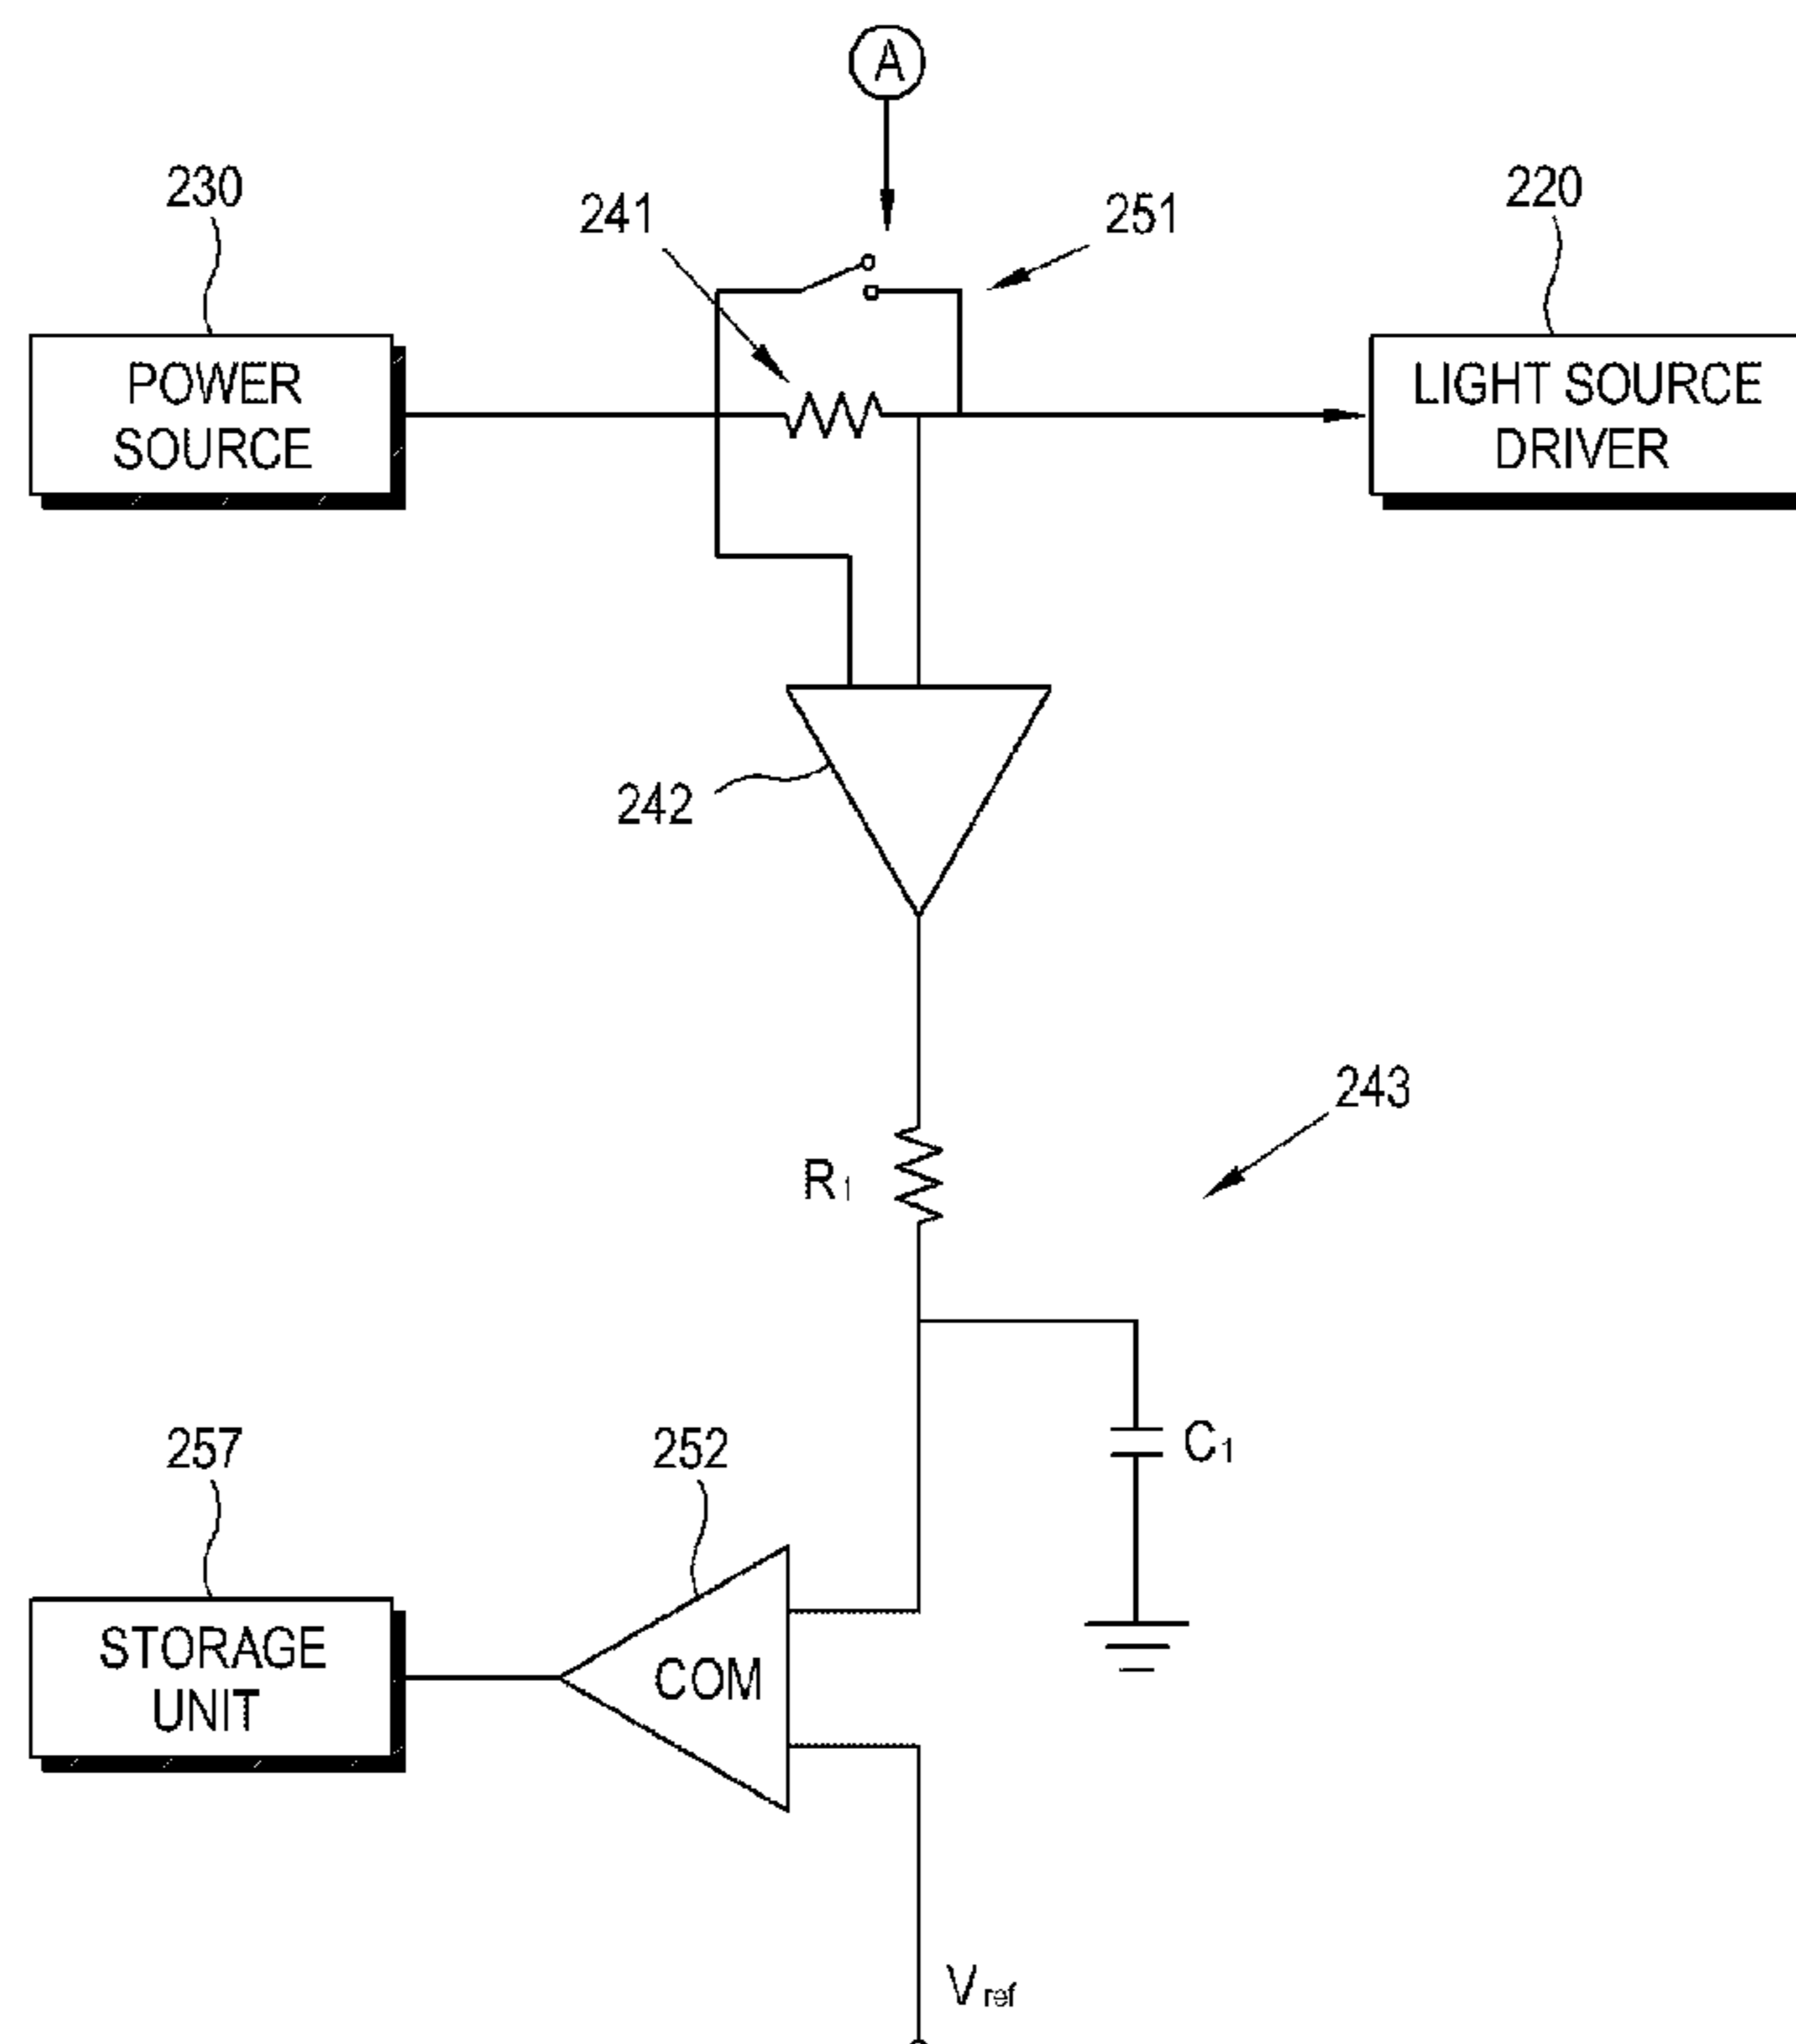 A
230
241
251
220
POWER
SOURCE
LIGHT SOURCE
DRIVER
242
243
R1
C1
257
252
STORAGE
UNIT
COM
Vref